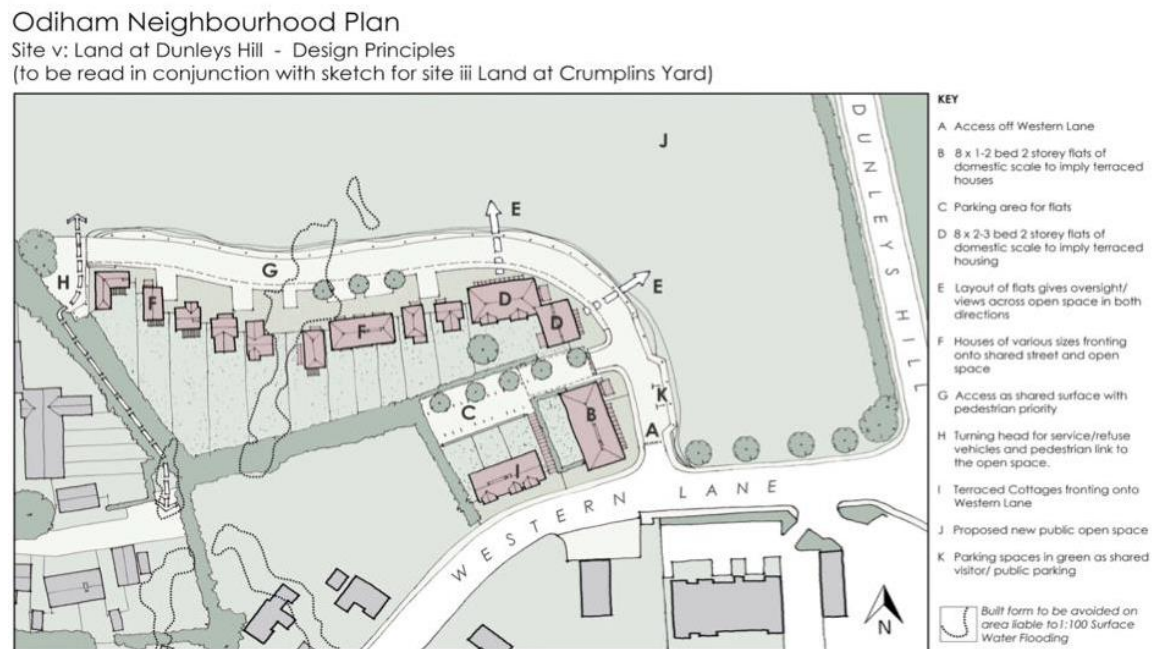 Odiham Neighbourhood Plan
Site v: Land at Dunleys Hill - Design Principles
(to be read in conjunction with sketch for site iii Land at Crumplins Yard)
J
E
E
H
G
F
D
D
F
C
B
K
A
I
DUNLEYS HILL
WESTERN LANE
N
KEY
A Access off Western Lane
B 8 x 1-2 bed 2 storey flats of
domestic scale to imply terraced
houses
C Parking area for flats
D 8 x 2-3 bed 2 storey flats of
domestic scale to imply terraced
housing
E Layout of flats gives oversight/
views across open space in both
directions
F Houses of various sizes fronting
onto shared street and open
space
G Access as shared surface with
pedestrian priority
H Turning head for service/refuse
vehicles and pedestrian link to
the open space.
I Terraced Cottages fronting onto
Western Lane
J Proposed new public open space
K Parking spaces in green as shared
visitor/ public parking
Built form to be avoided on
area liable to1:100 Surface
Water Flooding